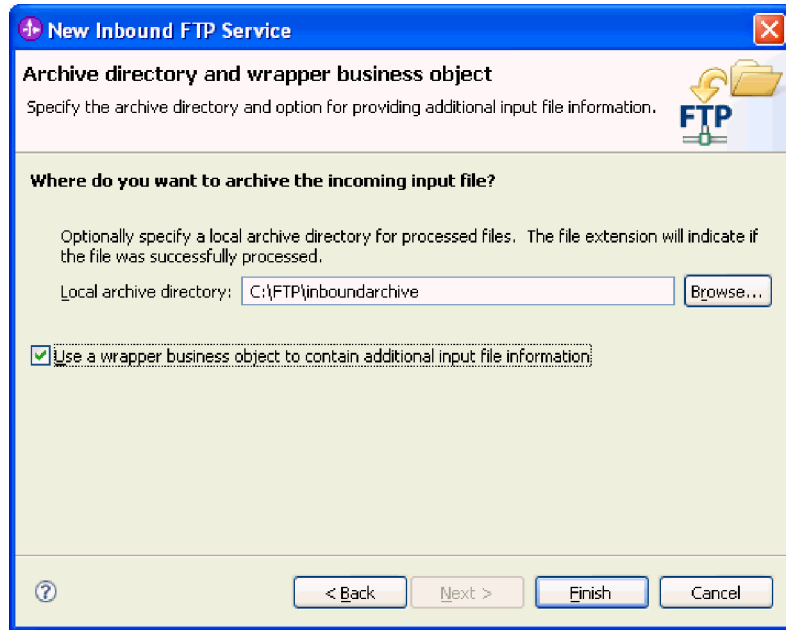 New Inbound FTP Service
Archive directory and wrapper business object
Specify the archive directory and option for providing additional input file information.
FTP
Where do you want to archive the incoming input file?
Optionally specify a local archive directory for processed files. The file extension will indicate if
the file was successfully processed.
Local archive directory: C:\FTP\inboundarchive Browse...
Use a wrapper business object to contain additional input file information
? < Back Next > Finish Cancel